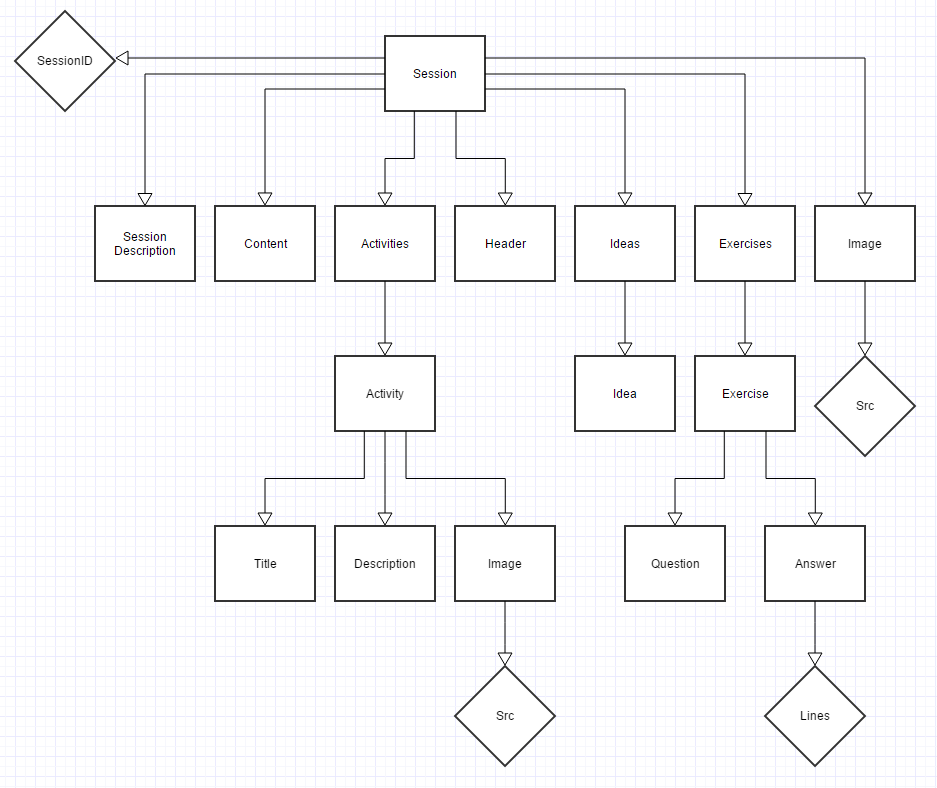 SessionID
Session
Session
Description
Content
Activities
Header
Ideas
Exercises
Image
Activity
Idea
Exercise
Src
Title
Description
Image
Question
Answer
Src
Lines